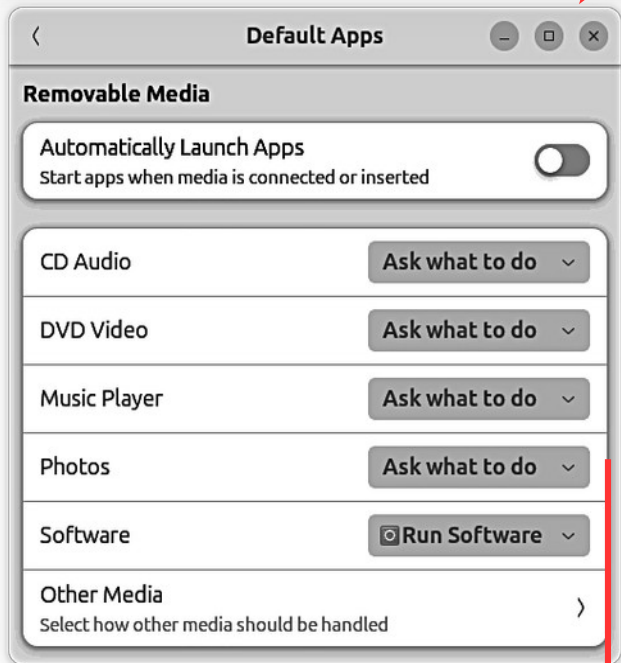 Default Apps
Removable Media
Automatically Launch Apps
Start apps when media is connected or inserted
CD Audio Ask what to do
DVD Video Ask what to do
Music Player Ask what to do
Photos Ask what to do
Software Run Software
Other Media
Select how other media should be handled